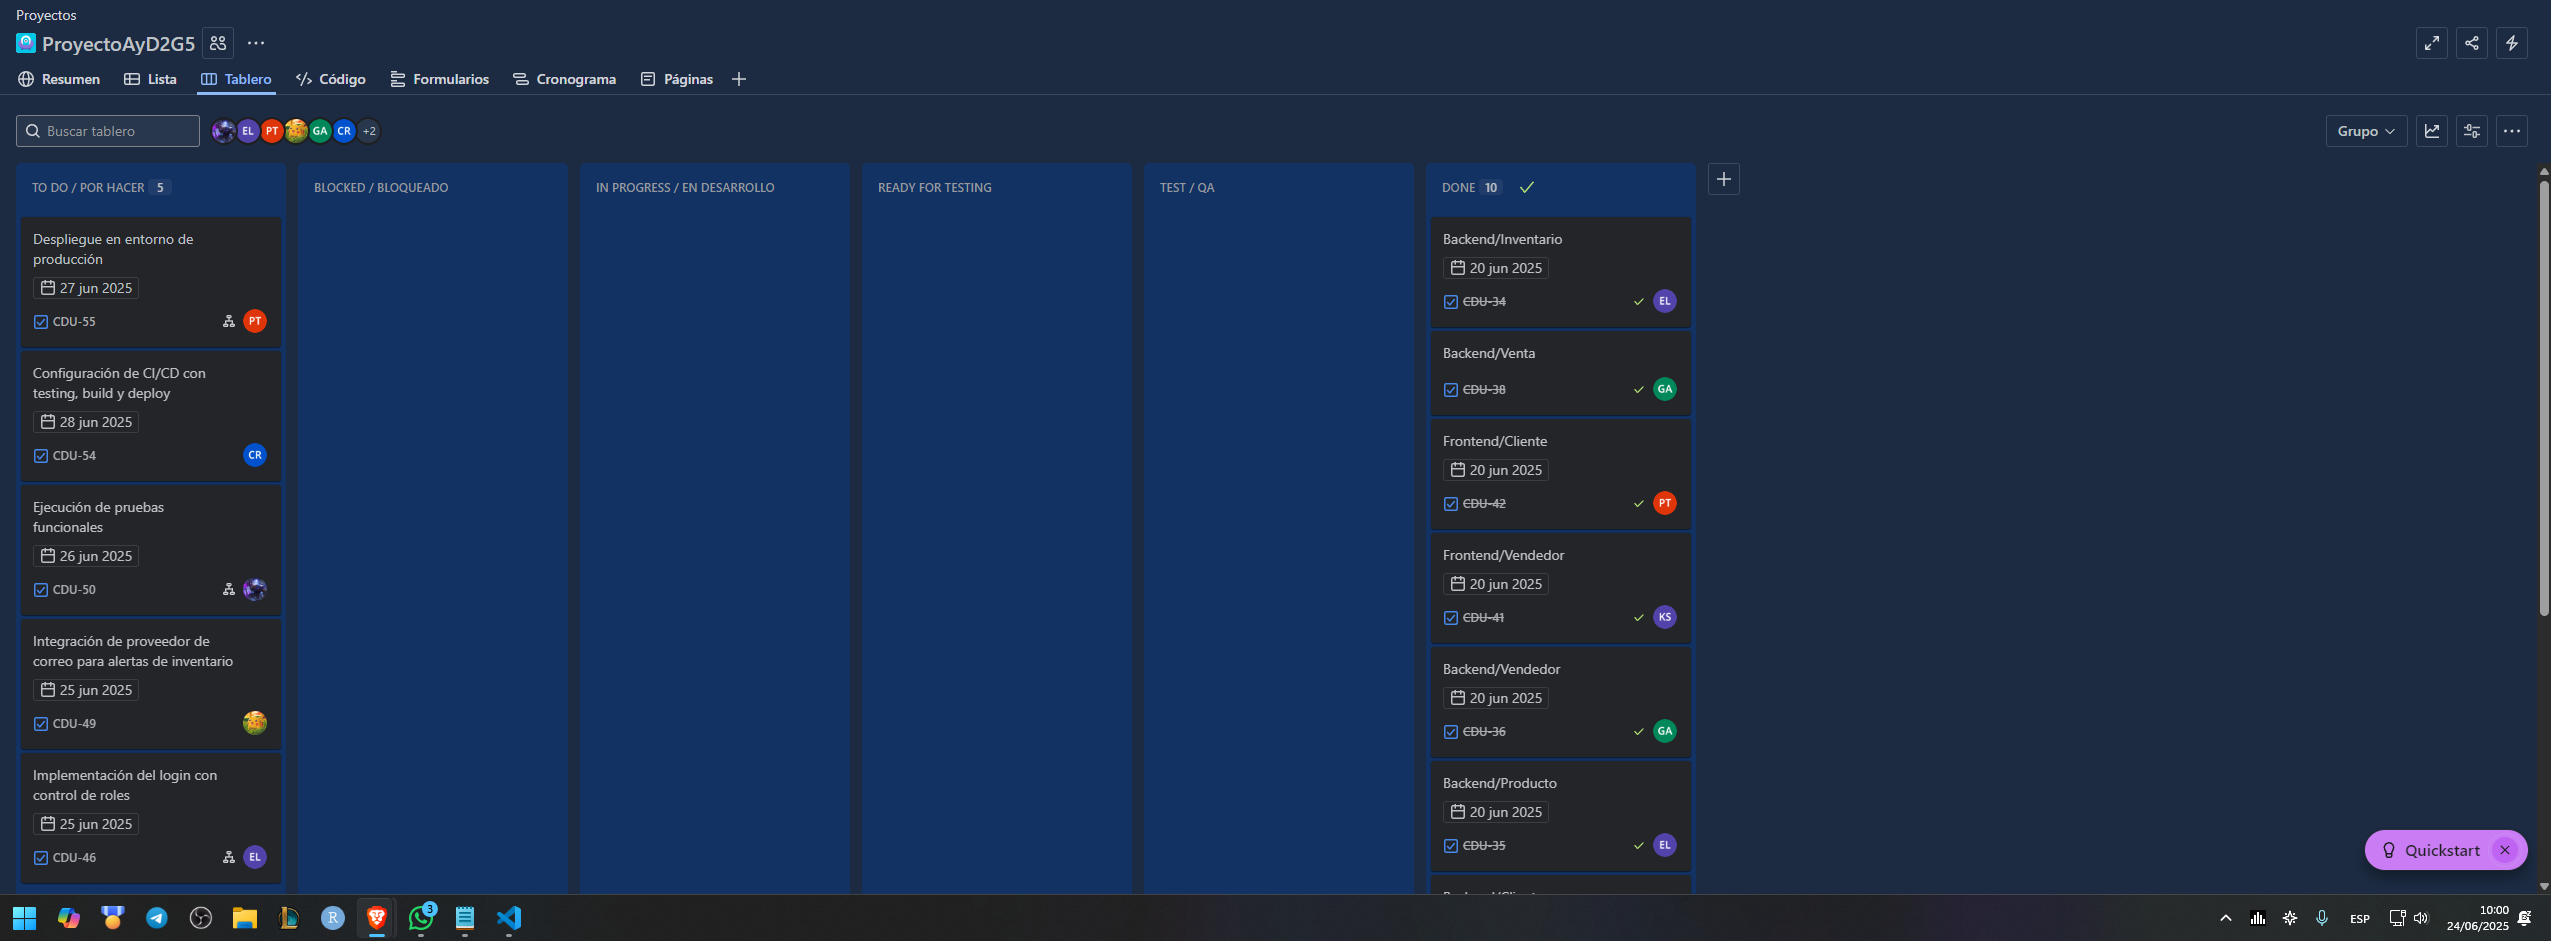 Proyectos
ProyectoAyD2G5
Resumen
Lista
Tablero
Código
Formularios
Cronograma
Páginas
Buscar tablero
EL
PT
GA
CR
+2
Grupo
TO DO / POR HACER 5
Despliegue en entorno de
producción
27 jun 2025
CDU-55
PT
Configuración de CI/CD con
testing, build y deploy
28 jun 2025
CDU-54
CR
Ejecución de pruebas
funcionales
26 jun 2025
CDU-50
Integración de proveedor de
correo para alertas de inventario
25 jun 2025
CDU-49
Implementación del login con
control de roles
25 jun 2025
CDU-46
EL
BLOCKED / BLOQUEADO
IN PROGRESS / EN DESARROLLO
READY FOR TESTING
TEST / QA
DONE 10
Backend/Inventario
20 jun 2025
CDU-34
EL
Backend/Venta
CDU-38
GA
Frontend/Cliente
20 jun 2025
CDU-42
PT
Frontend/Vendedor
20 jun 2025
CDU-41
KS
Backend/Vendedor
20 jun 2025
CDU-36
GA
Backend/Producto
20 jun 2025
CDU-35
EL
Quickstart
R
3
ESP
10:00
24/06/2025